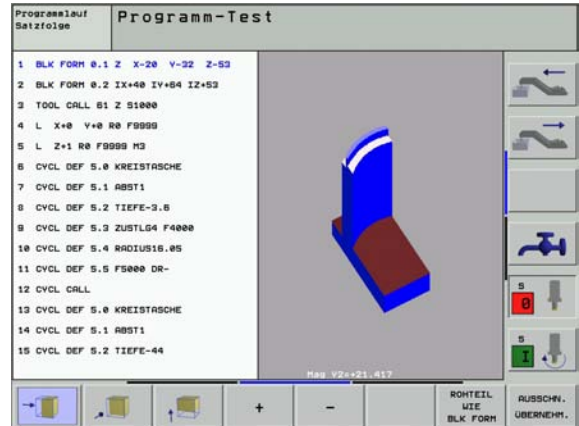 Programmlauf
Satzfolge
Programm-Test
1 BLK FORM 0.1 Z X-20 Y-32 Z-53
2 BLK FORM 0.2 IX+40 IY+64 IZ+53
3 TOOL CALL 61 Z S1000
4 L X+0 Y+0 R0 F9999
5 L Z+1 R0 F9999 M3
6 CYCL DEF 5.0 KREISTASCHE
7 CYCL DEF 5.1 ABST1
8 CYCL DEF 5.2 TIEFE-3.6
9 CYCL DEF 5.3 ZUSTLG4 F4000
10 CYCL DEF 5.4 RADIUS16.05
11 CYCL DEF 5.5 F5000 DR-
12 CYCL CALL
13 CYCL DEF 5.0 KREISTASCHE
14 CYCL DEF 5.1 ABST1
15 CYCL DEF 5.2 TIEFE-44
Mag Y2=+21.417
S
0
S
I
+
-
ROHTEIL
WIE
BLK FORM
AUSSCHN.
ÜBERNEHM.